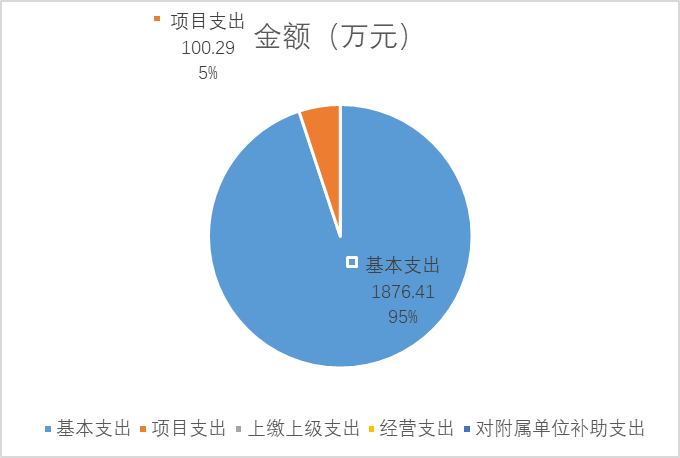 项目支出
100.29
5%
金额（万元）
基本支出
1876.41
95%
基本支出 项目支出 上缴上级支出 经营支出 对附属单位补助支出